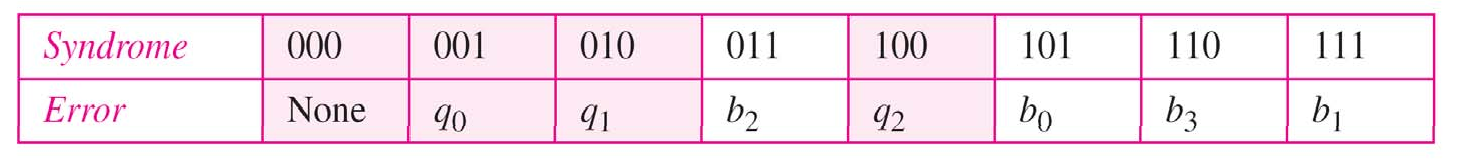 Syndrome 000 001 010 011 100 101 110 111
Error None q₀ q₁ b₂ q₂ b₀ b₃ b₁